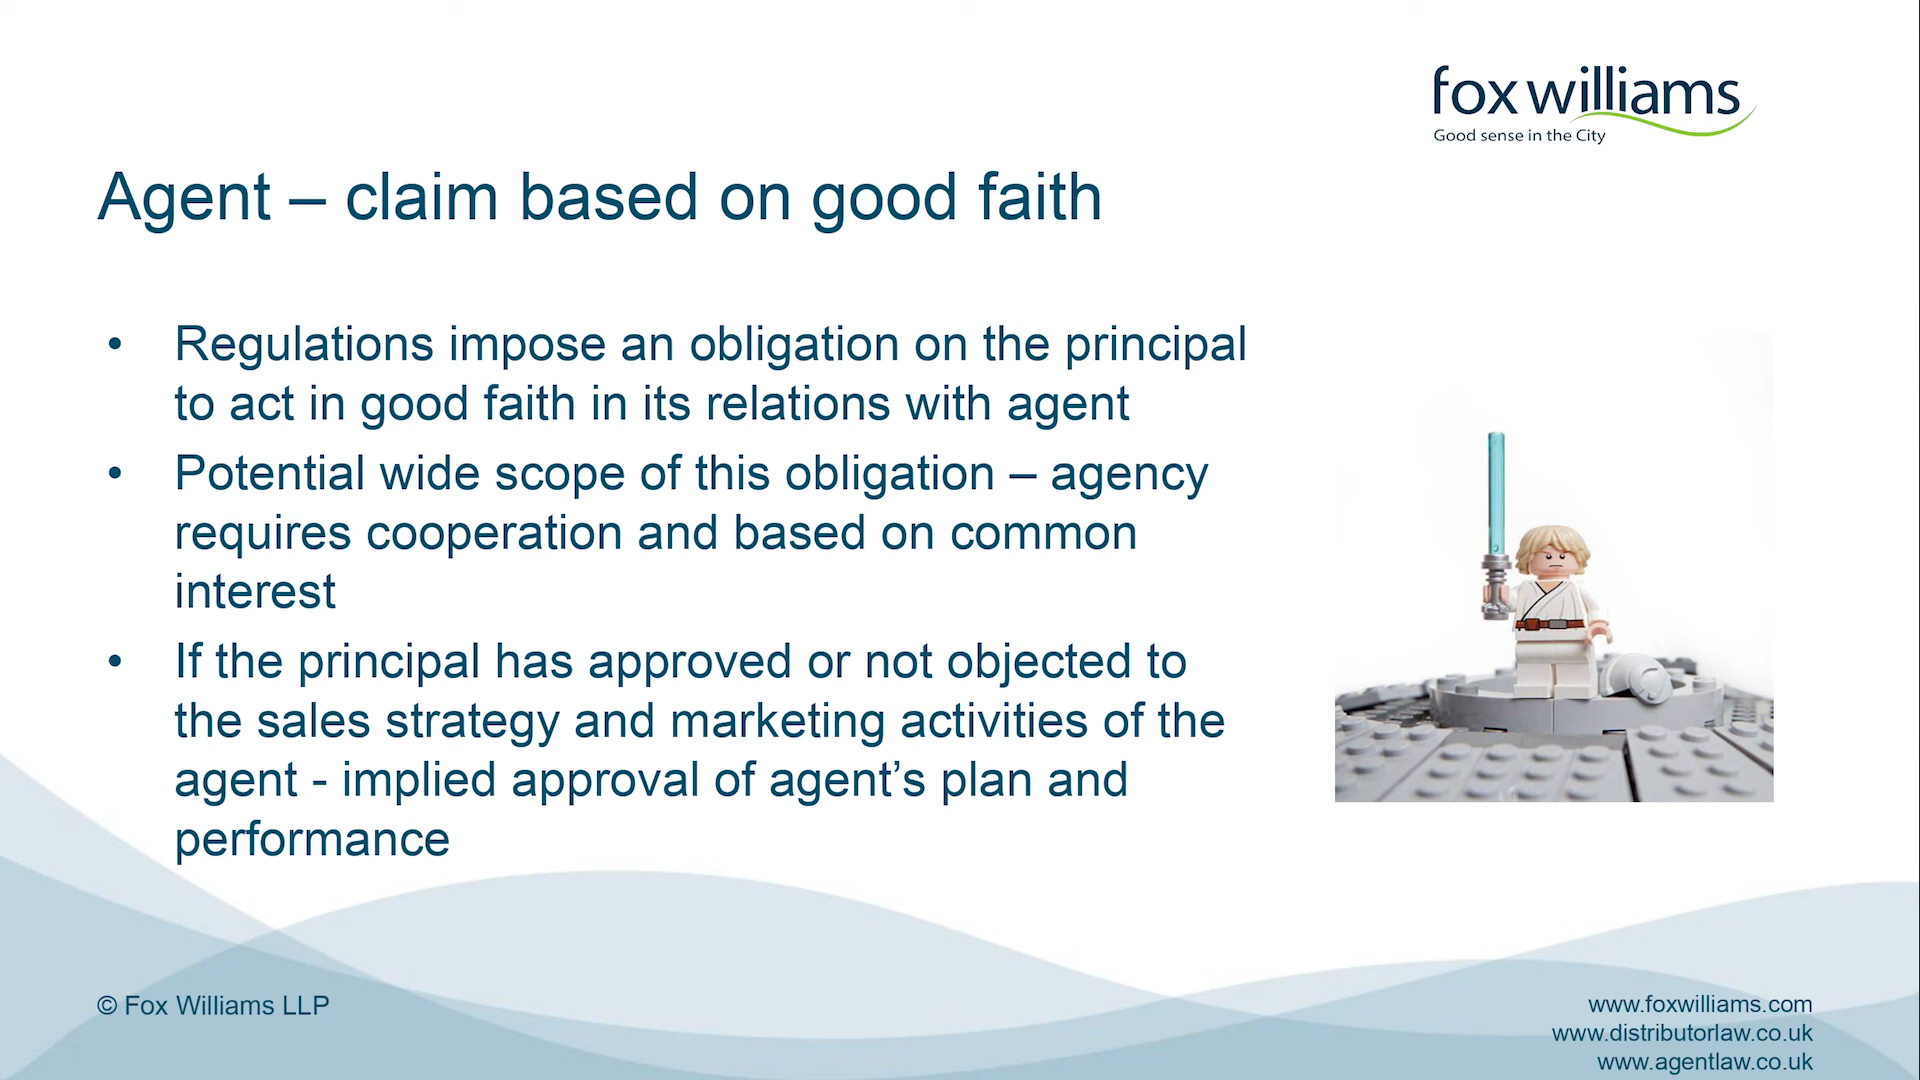 fox williams
Good sense in the City
Agent – claim based on good faith
• Regulations impose an obligation on the principal
to act in good faith in its relations with agent
• Potential wide scope of this obligation – agency
requires cooperation and based on common
interest
• If the principal has approved or not objected to
the sales strategy and marketing activities of the
agent - implied approval of agent’s plan and
performance
© Fox Williams LLP
www.foxwilliams.com
www.distributorlaw.co.uk
www.agentlaw.co.uk